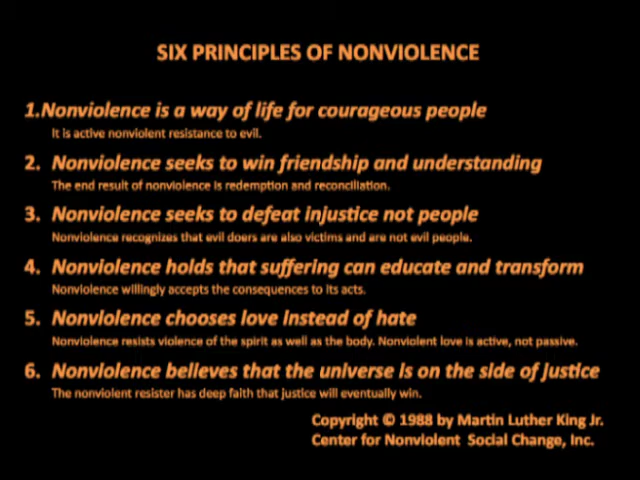 SIX PRINCIPLES OF NONVIOLENCE
1.Nonviolence is a way of life for courageous people
It is active nonviolent resistance to evil.
2. Nonviolence seeks to win friendship and understanding
The end result of nonviolence is redemption and reconciliation.
3. Nonviolence seeks to defeat injustice not people
Nonviolence recognizes that evil doers are also victims and are not evil people.
4. Nonviolence holds that suffering can educate and transform
Nonviolence willingly accepts the consequences to its acts.
5. Nonviolence chooses love instead of hate
Nonviolence resists violence of the spirit as well as the body. Nonviolent love is active, not passive.
6. Nonviolence believes that the universe is on the side of justice
The nonviolent resister has deep faith that justice will eventually win.
Copyright © 1988 by Martin Luther King Jr.
Center for Nonviolent Social Change, Inc.